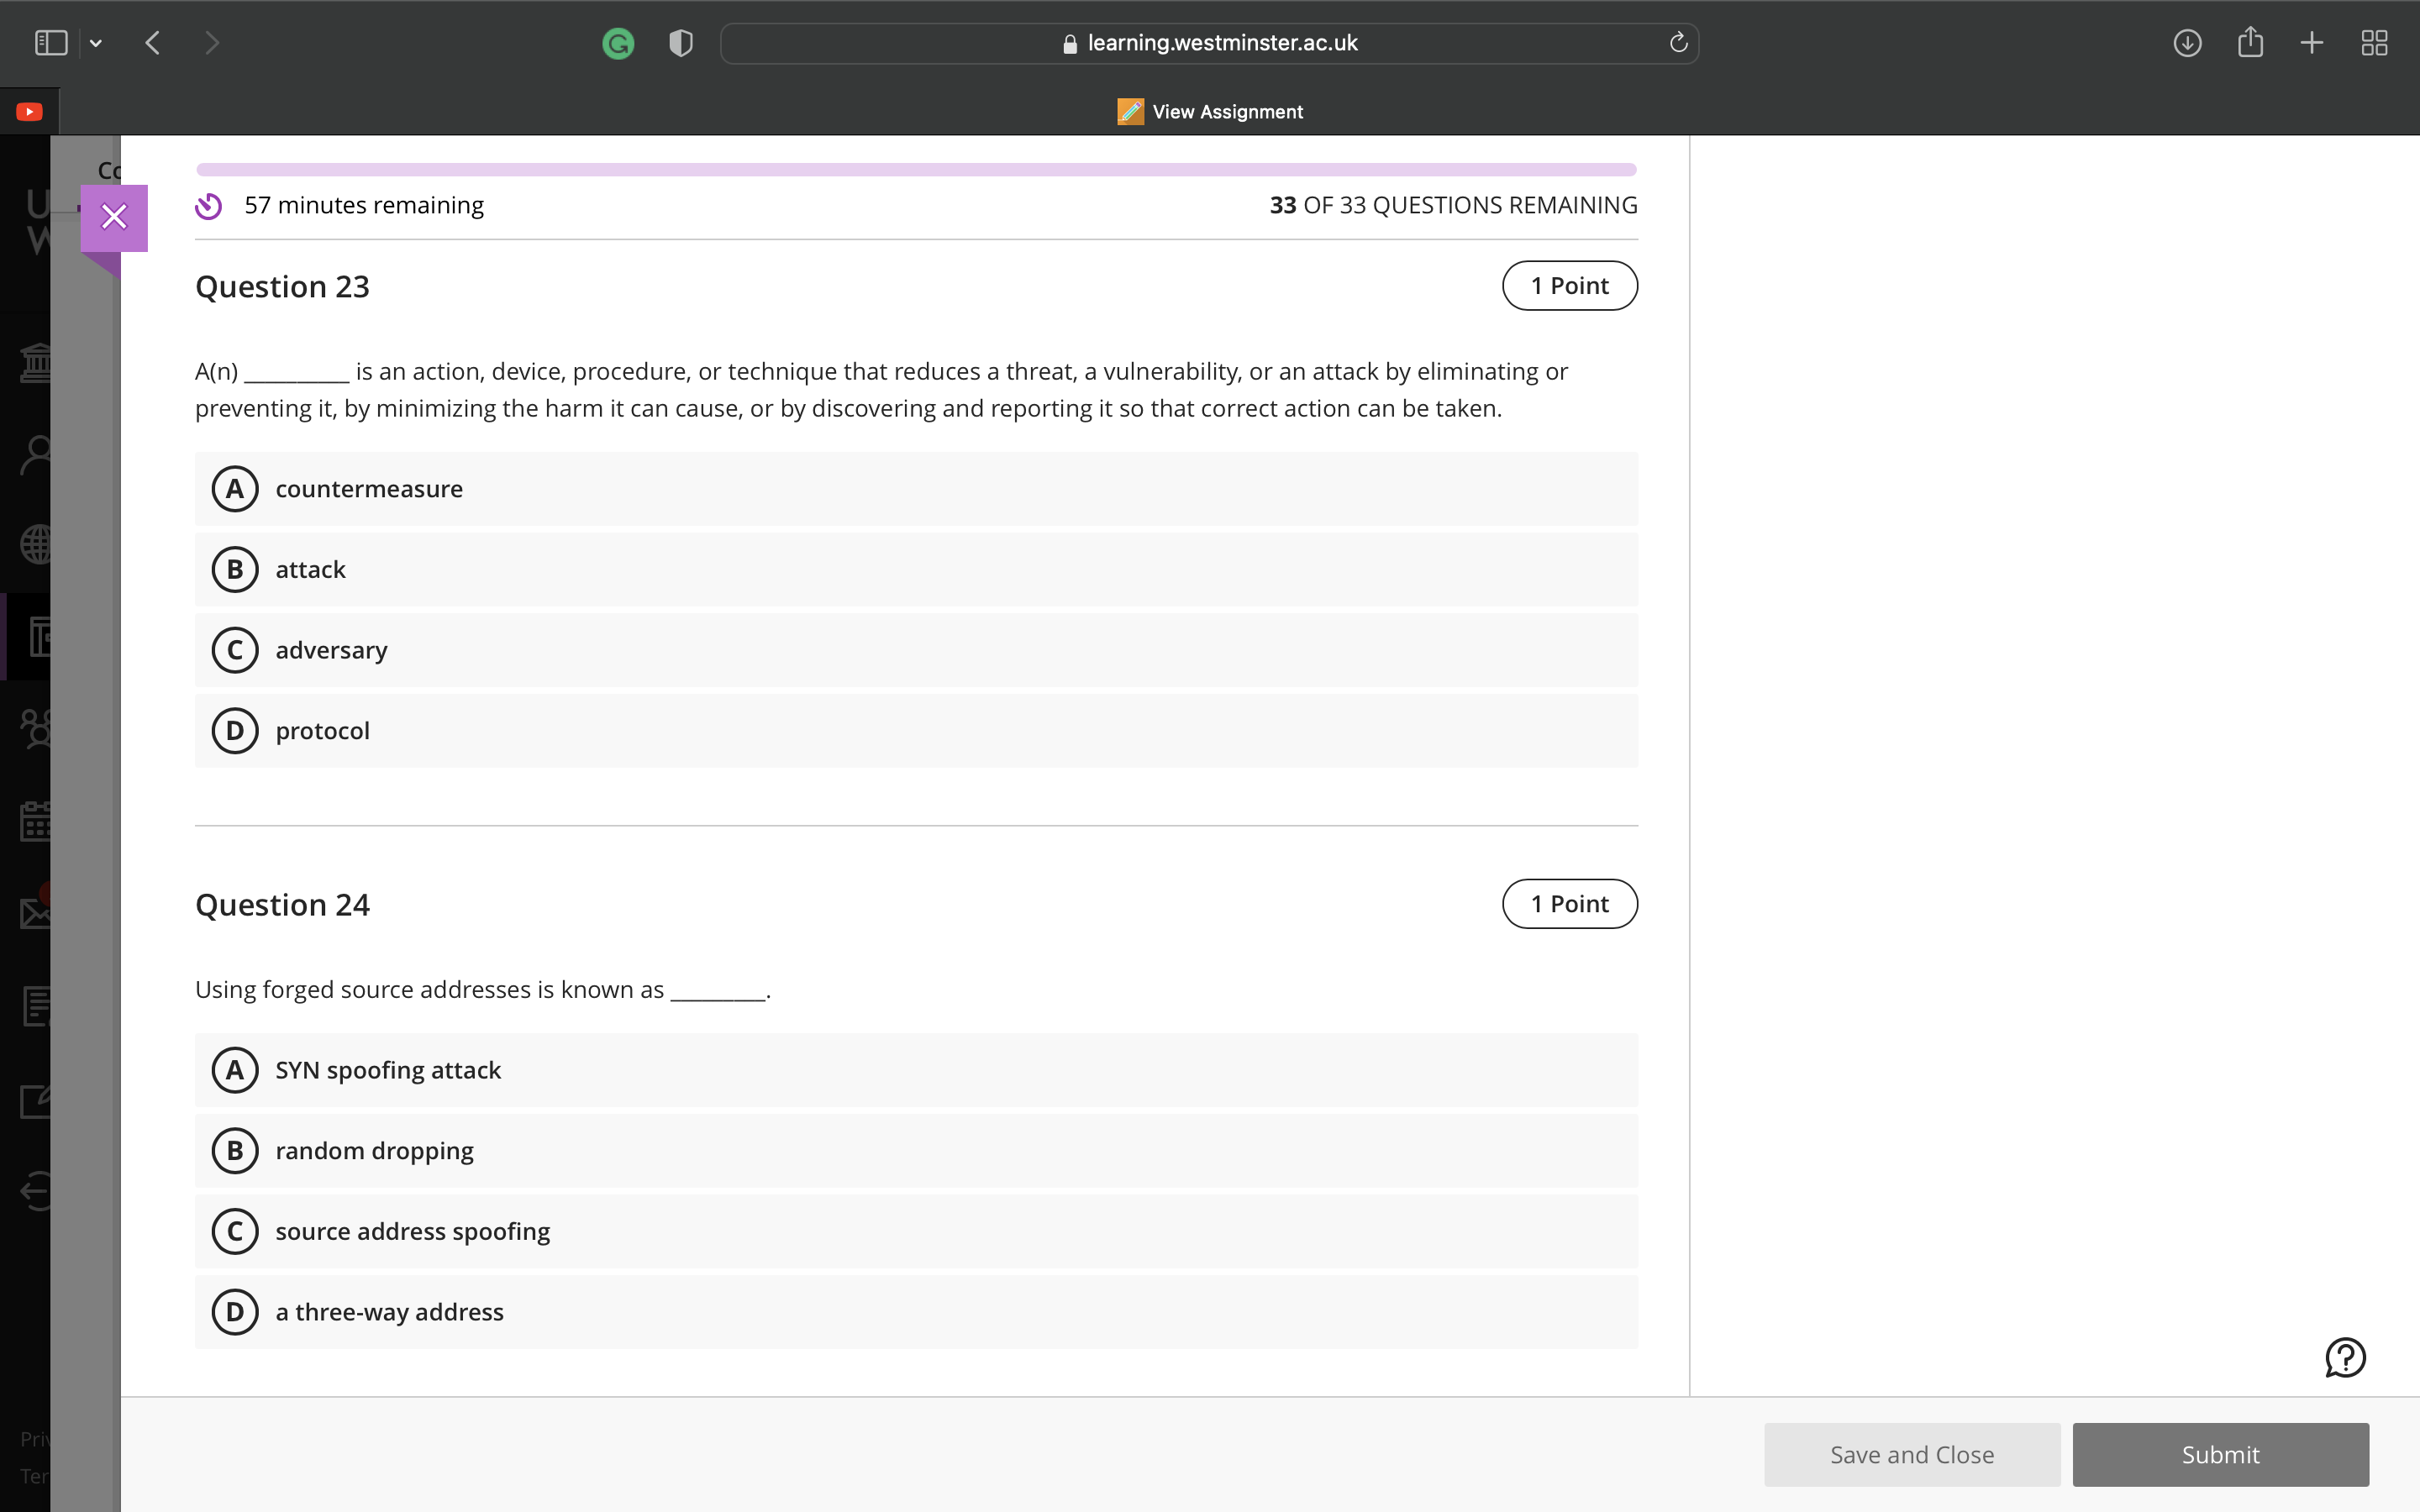 learning.westminster.ac.uk
View Assignment
57 minutes remaining
33 OF 33 QUESTIONS REMAINING
Question 23
1 Point
A(n) __________ is an action, device, procedure, or technique that reduces a threat, a vulnerability, or an attack by eliminating or
preventing it, by minimizing the harm it can cause, or by discovering and reporting it so that correct action can be taken.
A countermeasure
B attack
C adversary
D protocol
Question 24
1 Point
Using forged source addresses is known as _________.
A SYN spoofing attack
B random dropping
C source address spoofing
D a three-way address
Save and Close
Submit